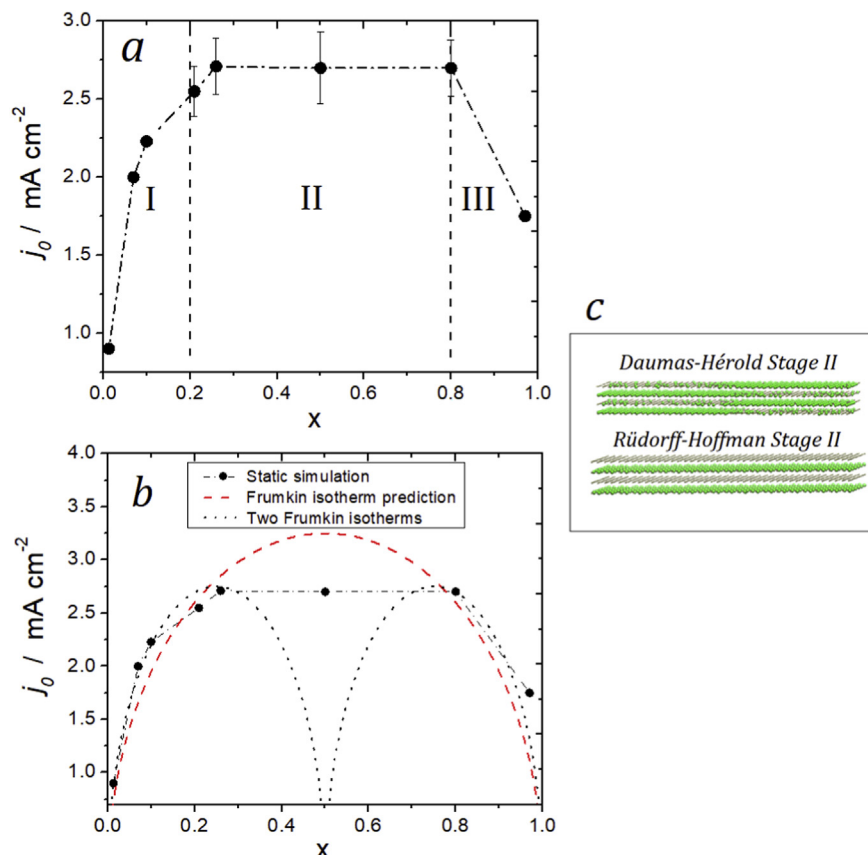 a
3.0
2.5
2.0
1.5
1.0
j₀ / mA cm⁻²
I
II
III
0.0 0.2 0.4 0.6 0.8 1.0
x
b
4.0
3.5
3.0
2.5
2.0
1.5
1.0
j₀ / mA cm⁻²
Static simulation
Frumkin isotherm prediction
Two Frumkin isotherms
0.0 0.2 0.4 0.6 0.8 1.0
x
c
Daumas-Hérold Stage II
Rüdorff-Hoffman Stage II